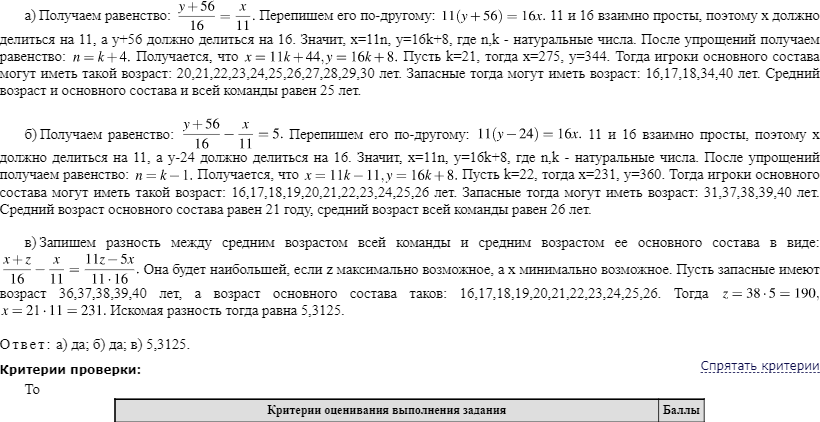 а) Получаем равенство: (y+56)/16 = x/11. Перепишем его по-другому: 11(y+56) = 16x. 11 и 16 взаимно просты, поэтому x должно
делиться на 11, а y+56 должно делиться на 16. Значит, x=11n, y=16k+8, где n,k - натуральные числа. После упрощений получаем
равенство: n = k+4. Получается, что x = 11k+44, y = 16k+8. Пусть k=21, тогда x=275, y=344. Тогда игроки основного состава
могут иметь такой возраст: 20,21,22,23,24,25,26,27,28,29,30 лет. Запасные тогда могут иметь возраст: 16,17,18,34,40 лет. Средний
возраст и основного состава и всей команды равен 25 лет.
б) Получаем равенство: (y+56)/16 − x/11 = 5. Перепишем его по-другому: 11(y−24) = 16x. 11 и 16 взаимно просты, поэтому x
должно делиться на 11, а y-24 должно делиться на 16. Значит, x=11n, y=16k+8, где n,k - натуральные числа. После упрощений
получаем равенство: n = k−1. Получается, что x = 11k−11, y = 16k+8. Пусть k=22, тогда x=231, y=360. Тогда игроки основного
состава могут иметь такой возраст: 16,17,18,19,20,21,22,23,24,25,26 лет. Запасные тогда могут иметь возраст: 31,37,38,39,40 лет.
Средний возраст основного состава равен 21 году, средний возраст всей команды равен 26 лет.
в) Запишем разность между средним возрастом всей команды и средним возрастом ее основного состава в виде:
(x+z)/16 − x/11 = (11z−5x)/(11·16). Она будет наибольшей, если z максимально возможное, а x минимально возможное. Пусть запасные имеют
возраст 36,37,38,39,40 лет, а возраст основного состава таков: 16,17,18,19,20,21,22,23,24,25,26. Тогда z = 38·5 = 190,
x = 21·11 = 231. Искомая разность тогда равна 5,3125.
Ответ: а) да; б) да; в) 5,3125.
Критерии проверки:
Спрятать критерии
То
Критерии оценивания выполнения задания Баллы